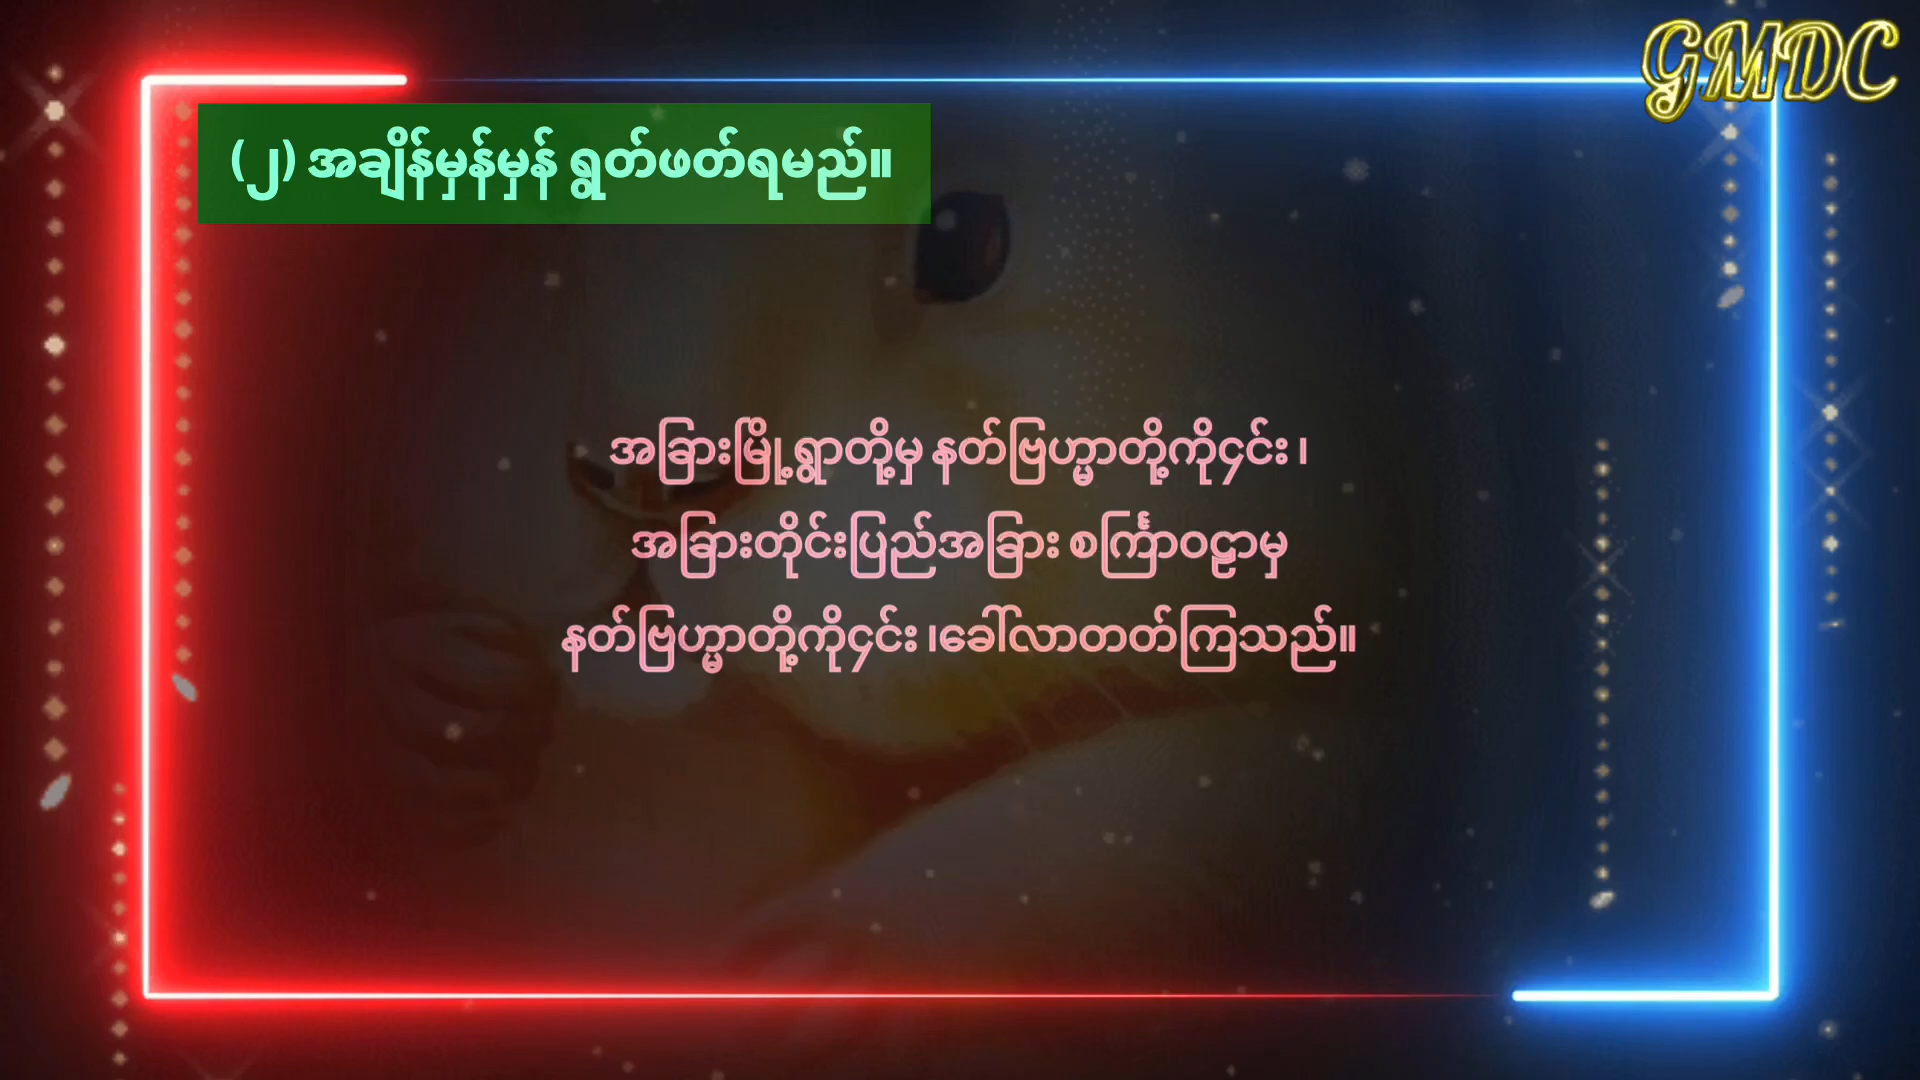 GMDC
(၂) အချိန်မှန်မှန် ရွတ်ဖတ်ရမည်။
အခြားမြို့ရွာတို့မှ နတ်ဗြဟ္မာတို့ကို၎င်း ၊
အခြားတိုင်းပြည်အခြား စင်္ကြာဝဠာမှ
နတ်ဗြဟ္မာတို့ကို၎င်း ၊ခေါ်လာတတ်ကြသည်။